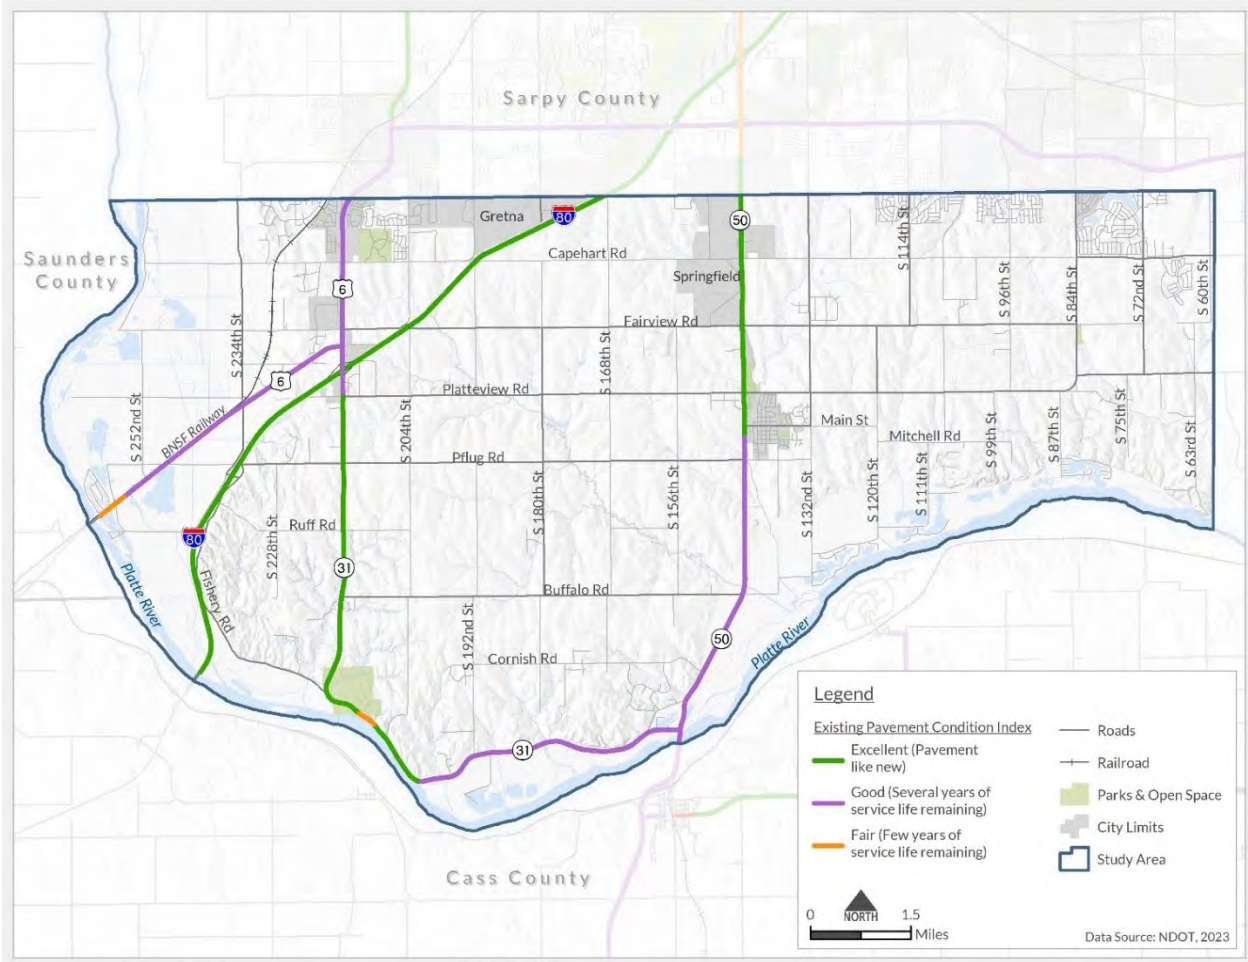 Sarpy County
Gretna
80
50
S 114th St
Capehart Rd
Saunders
County
Springfield
6
S 96th St
S 84th St
S 72nd St
S 60th St
S 234th St
Fairview Rd
S 168th St
6
Platteview Rd
S 252nd St
BNSF Railway
S 204th St
Main St
Mitchell Rd
S 99th St
S 87th St
S 75th St
S 63rd St
Pflug Rd
S 180th St
S 156th St
S 132nd St
S 120th St
S 111th St
Ruff Rd
S 228th St
80
31
Platte River
Fishery Rd
Buffalo Rd
S 192nd St
50
Platte River
Cornish Rd
31
Cass County
Legend
Existing Pavement Condition Index
Excellent (Pavement
like new)
Good (Several years of
service life remaining)
Fair (Few years of
service life remaining)
Roads
Railroad
Parks & Open Space
City Limits
Study Area
0
NORTH
1.5
Miles
Data Source: NDOT, 2023